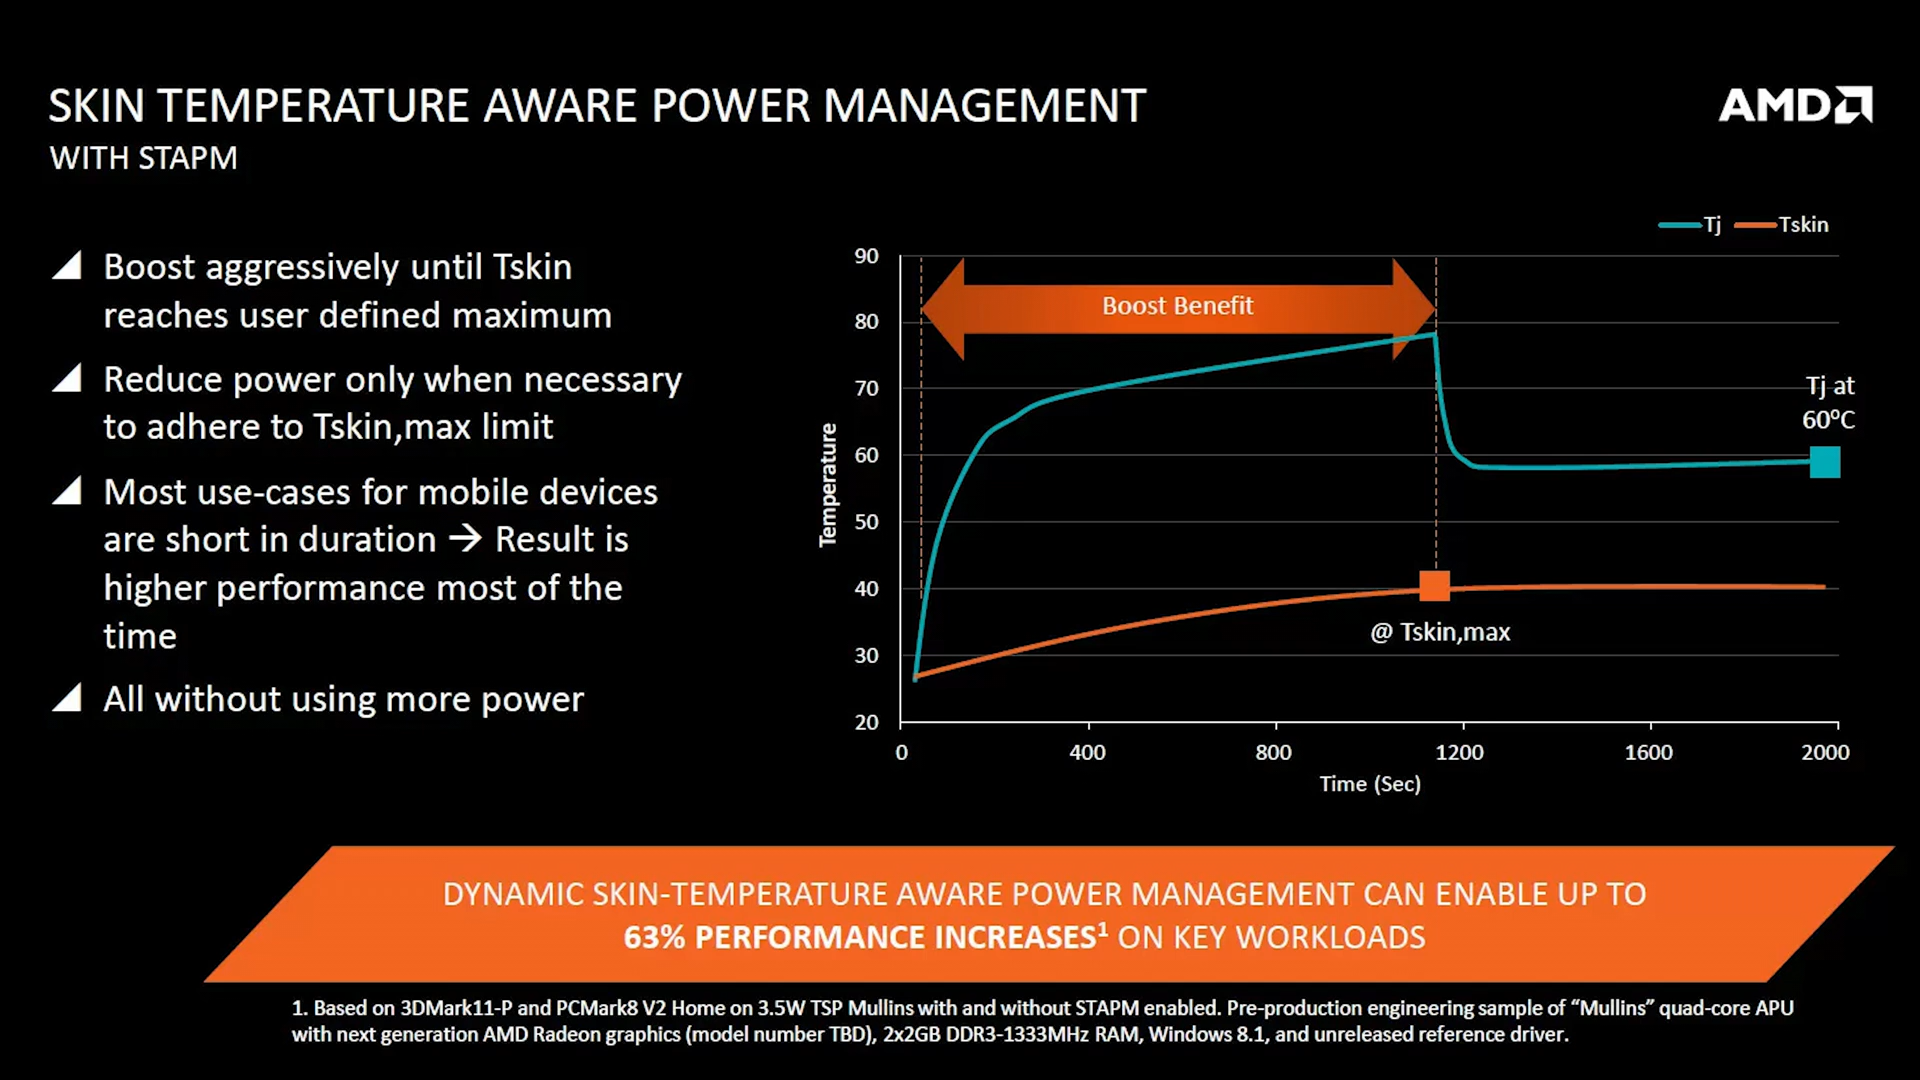 SKIN TEMPERATURE AWARE POWER MANAGEMENT
WITH STAPM
AMD
Boost aggressively until Tskin
reaches user defined maximum
Reduce power only when necessary
to adhere to Tskin,max limit
Most use-cases for mobile devices
are short in duration → Result is
higher performance most of the
time
All without using more power
Tj Tskin
90
80
70
60
50
40
30
20
Temperature
Boost Benefit
Tj at
60ºC
@ Tskin,max
0 400 800 1200 1600 2000
Time (Sec)
DYNAMIC SKIN-TEMPERATURE AWARE POWER MANAGEMENT CAN ENABLE UP TO
63% PERFORMANCE INCREASES¹ ON KEY WORKLOADS
1. Based on 3DMark11-P and PCMark8 V2 Home on 3.5W TSP Mullins with and without STAPM enabled. Pre-production engineering sample of “Mullins” quad-core APU
with next generation AMD Radeon graphics (model number TBD), 2x2GB DDR3-1333MHz RAM, Windows 8.1, and unreleased reference driver.